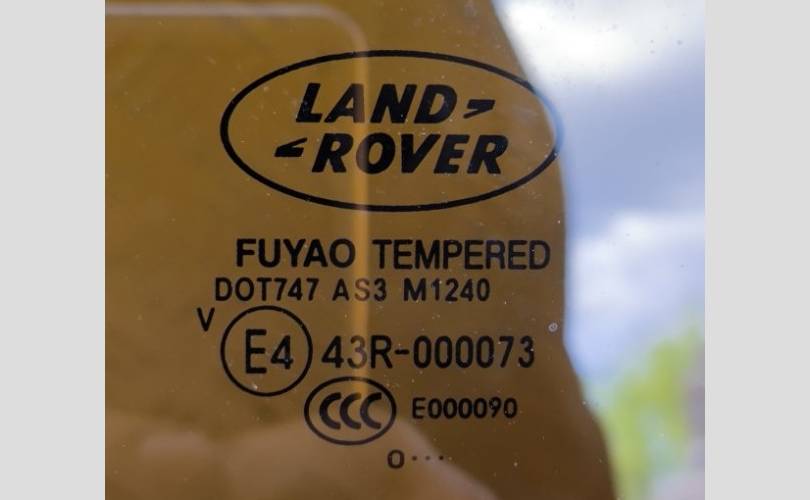 LAND
ROVER
FUYAO TEMPERED
DOT747 AS3 M1240
V
E4 43R-000073
CCC E000090
O...